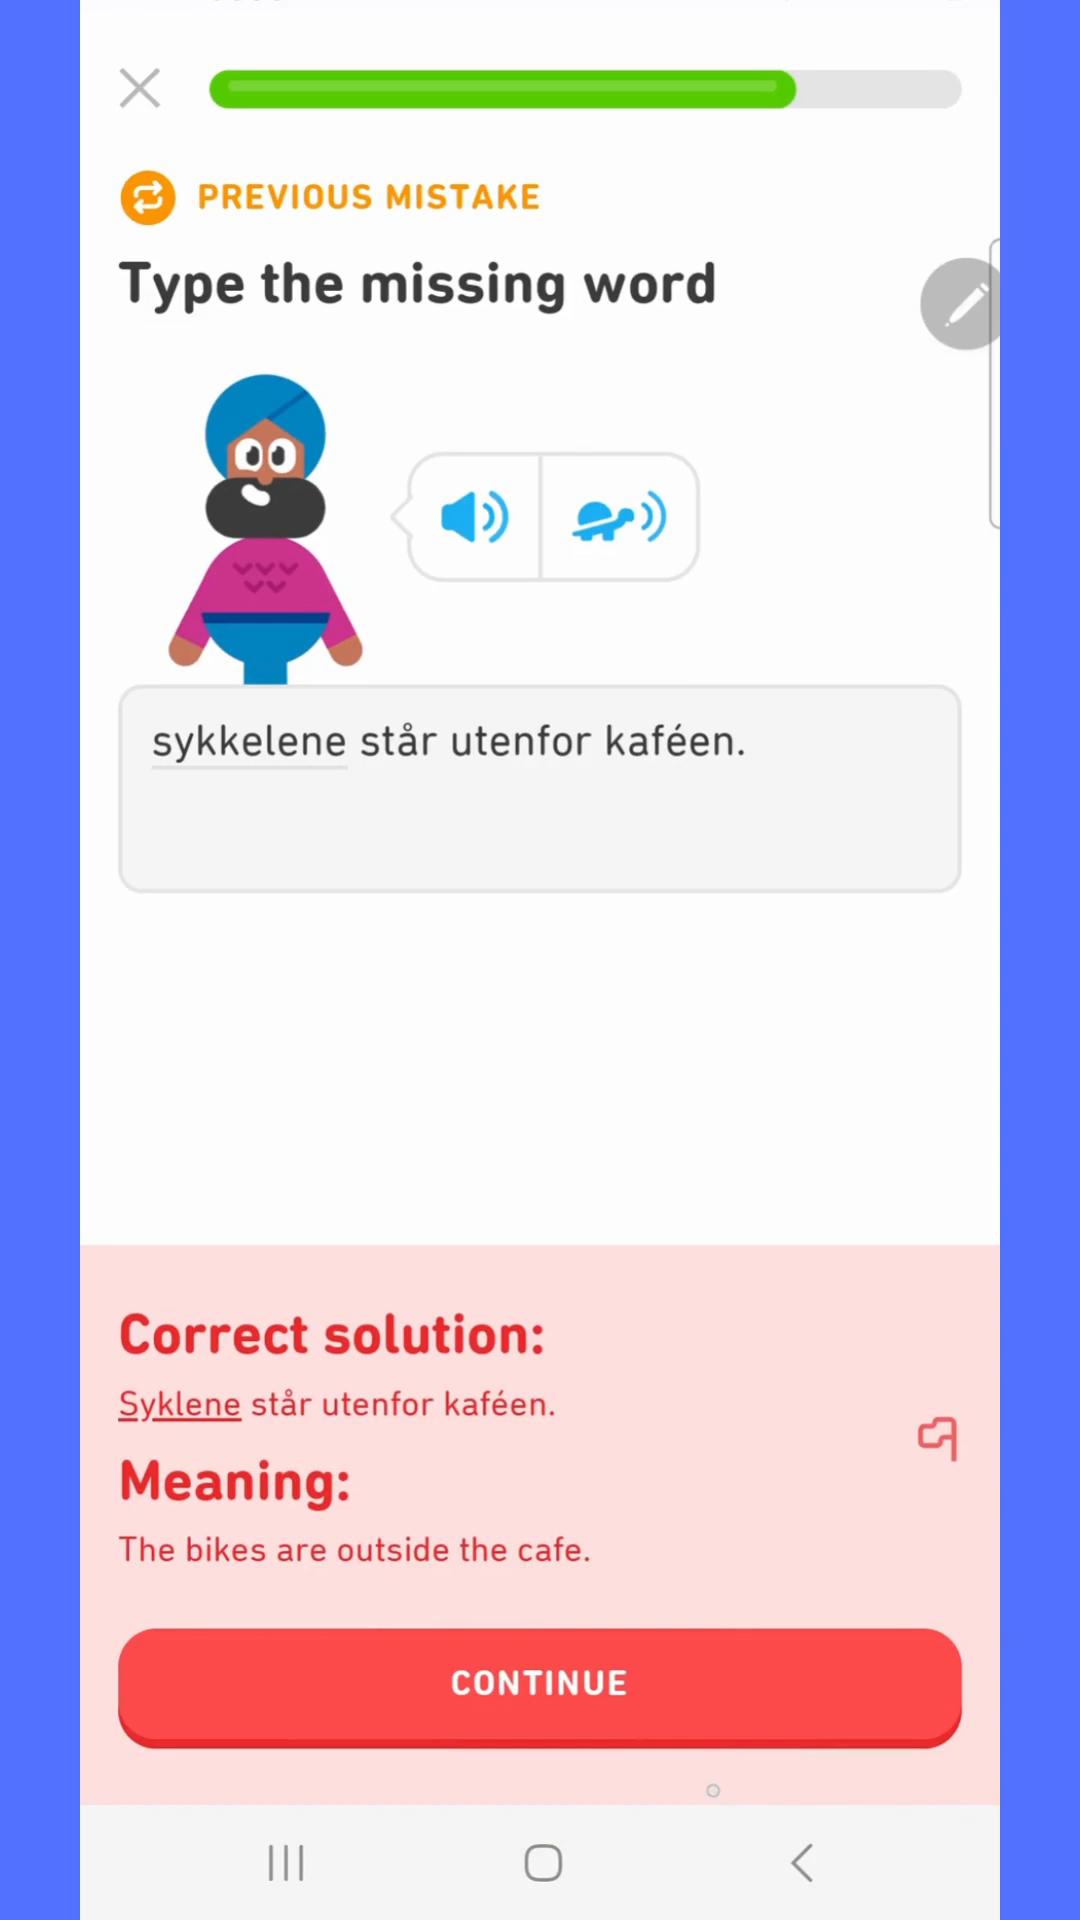 PREVIOUS MISTAKE
Type the missing word
sykkelene står utenfor kaféen.
Correct solution:
Syklene står utenfor kaféen.
Meaning:
The bikes are outside the cafe.
CONTINUE